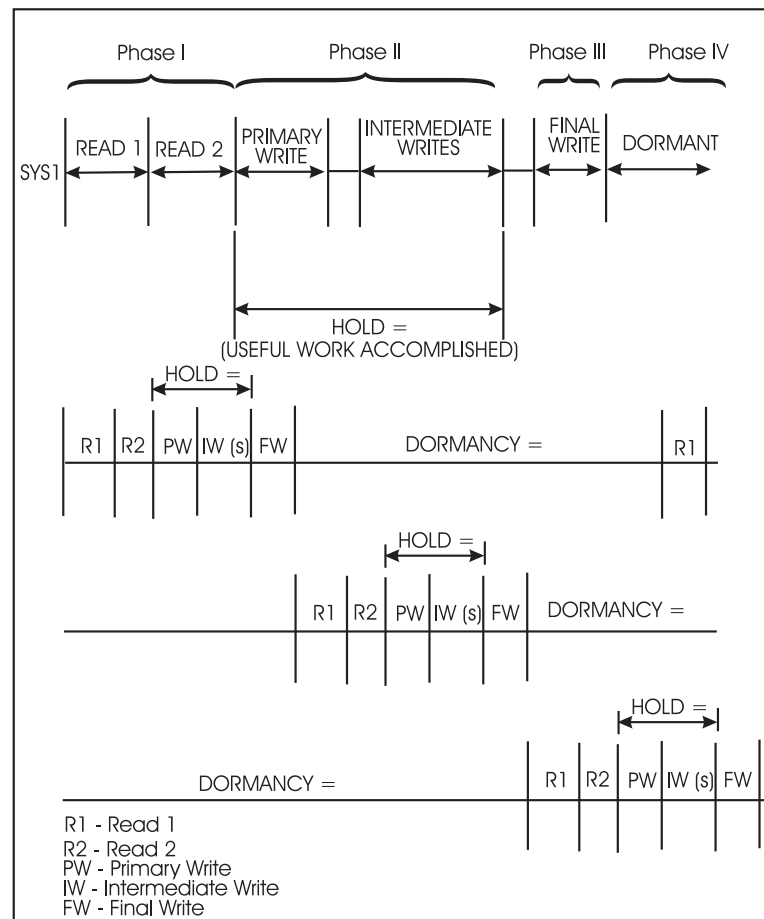 Phase I Phase II Phase III Phase IV
READ 1 READ 2 PRIMARY WRITE INTERMEDIATE WRITES FINAL WRITE DORMANT
SYS1
HOLD =
(USEFUL WORK ACCOMPLISHED)
HOLD =
R1 R2 PW IW (s) FW DORMANCY = R1
HOLD =
R1 R2 PW IW (s) FW DORMANCY =
HOLD =
DORMANCY = R1 R2 PW IW (s) FW
R1 - Read 1
R2 - Read 2
PW - Primary Write
IW - Intermediate Write
FW - Final Write